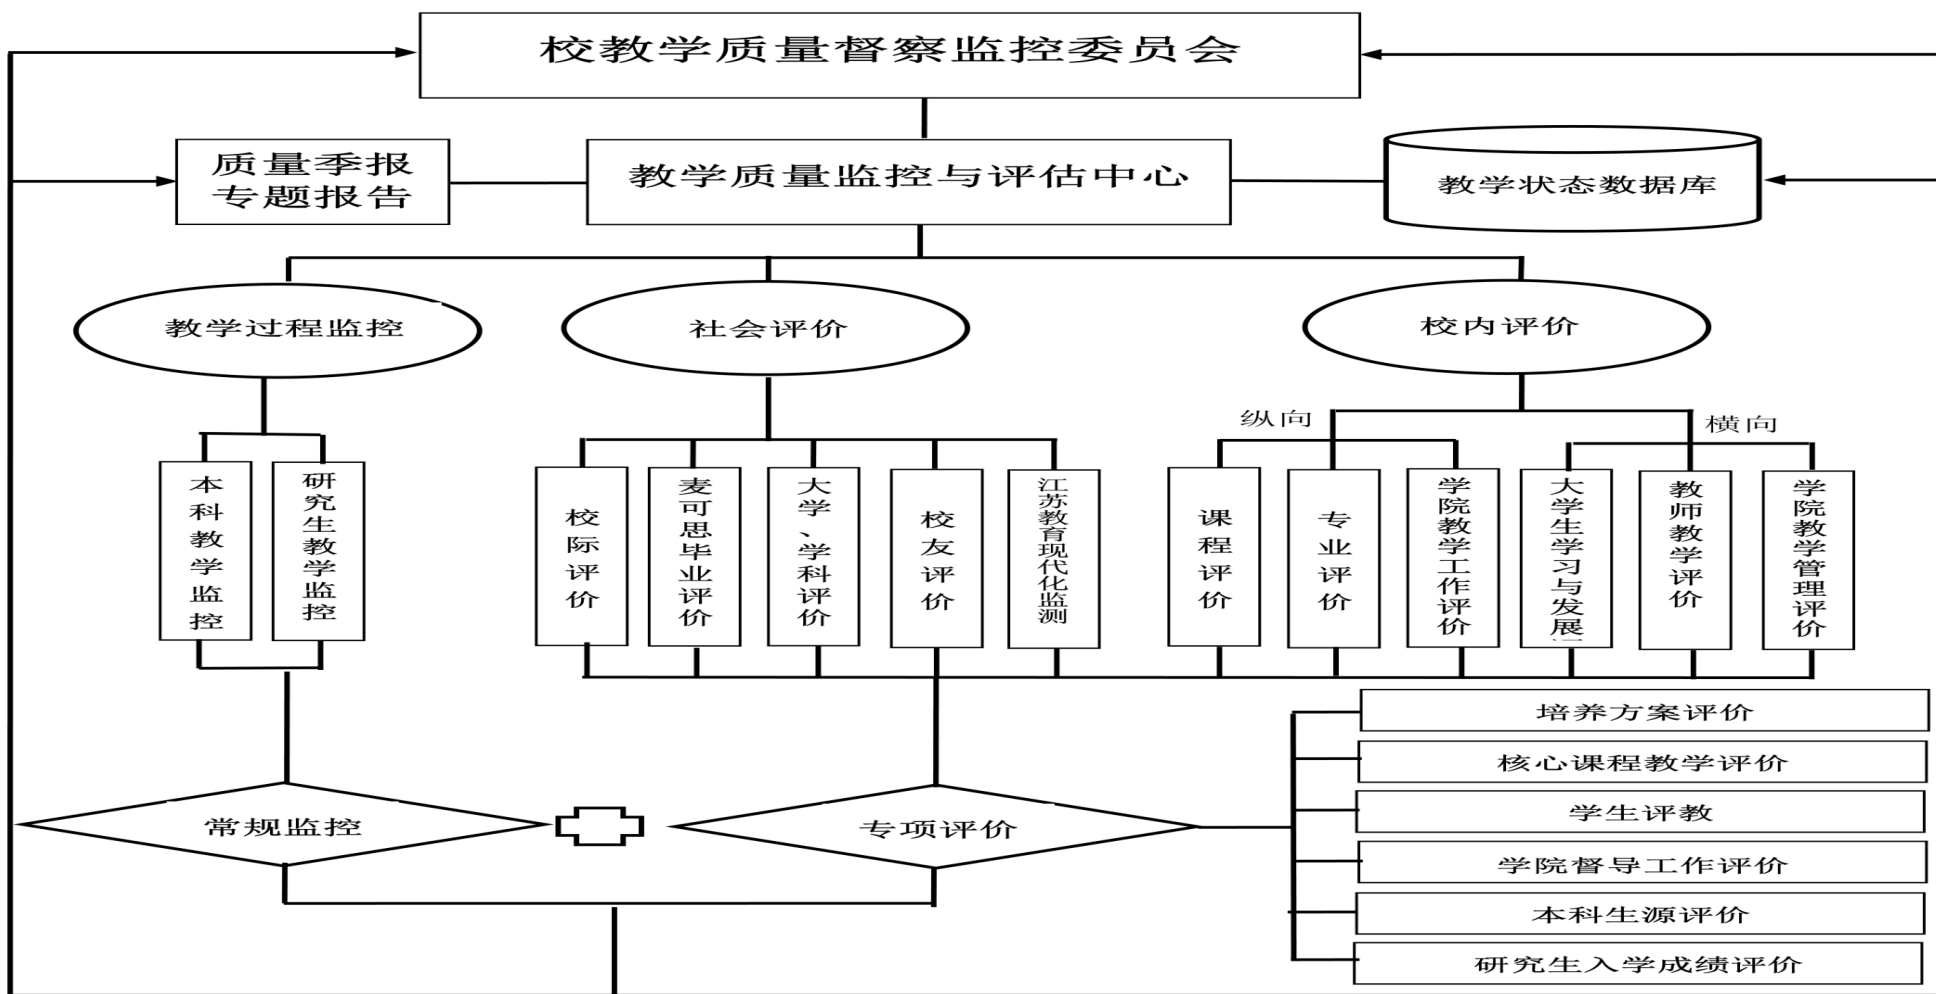 校教学质量督察监控委员会
质量季报
专题报告
教学质量监控与评估中心
教学状态数据库
教学过程监控
社会评价
校内评价
纵向
横向
本科教学监控
研究生教学监控
校际评价
麦可思毕业评价
大学、学科评价
校友评价
江苏教育现代化监测
课程评价
专业评价
学院教学工作评价
大学生学习与发展
教师教学评价
学院教学管理评价
培养方案评价
核心课程教学评价
学生评教
学院督导工作评价
本科生源评价
研究生入学成绩评价
常规监控
专项评价